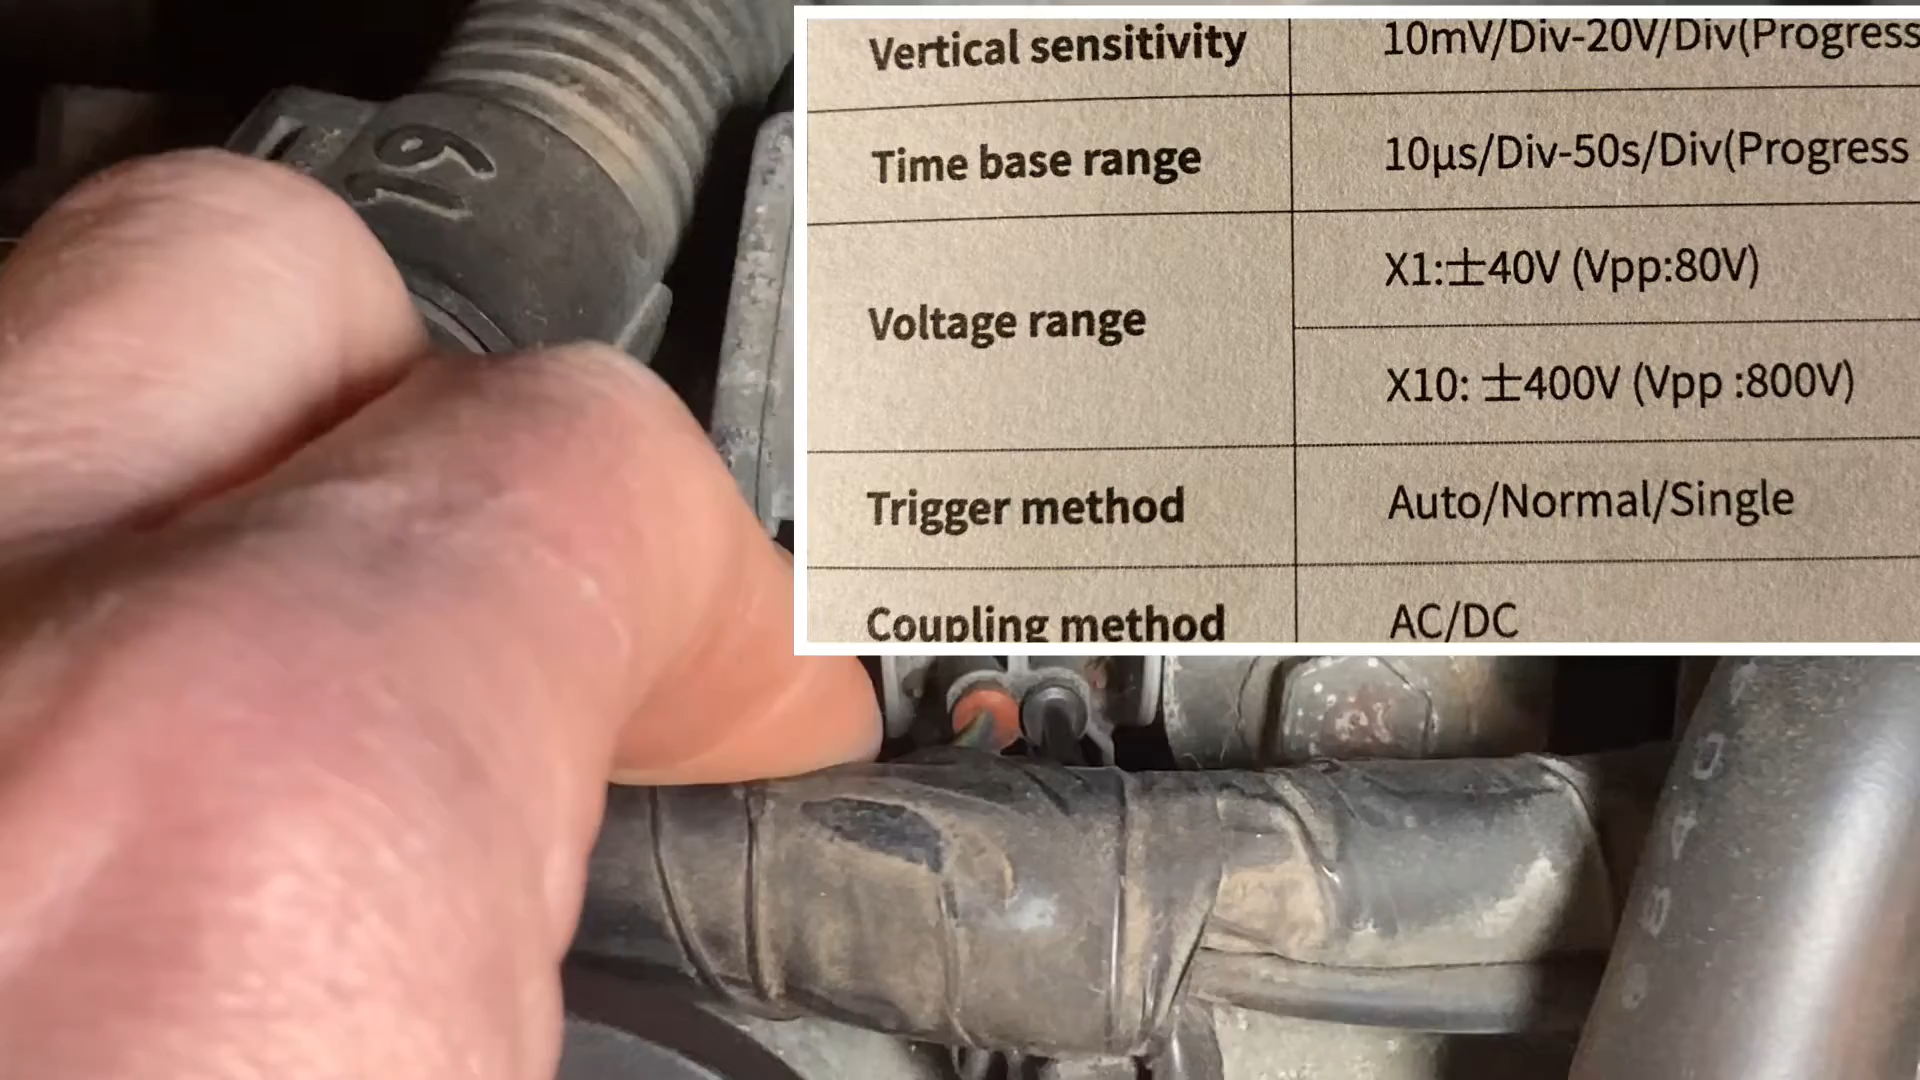 Vertical sensitivity 10mV/Div-20V/Div(Progress
Time base range 10μs/Div-50s/Div(Progress
Voltage range
X1:±40V (Vpp:80V)
X10: ±400V (Vpp :800V)
Trigger method Auto/Normal/Single
Coupling method AC/DC